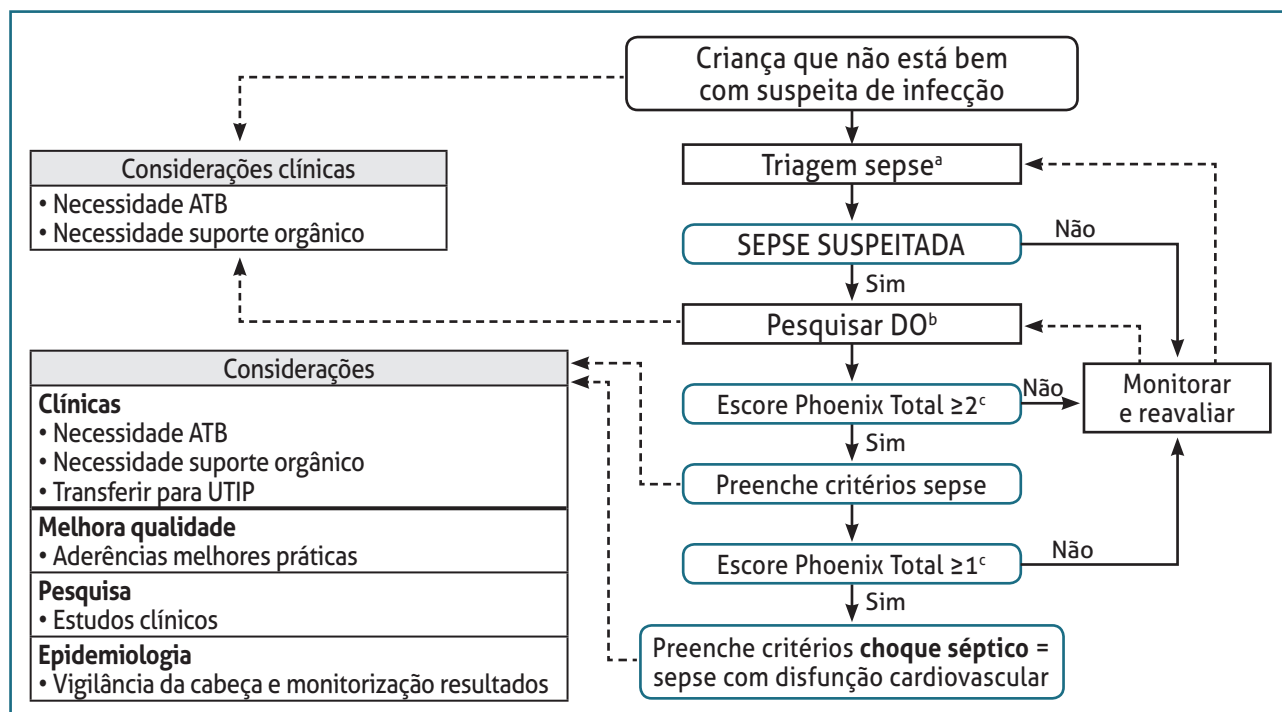 Criança que não está bem
com suspeita de infecção
Considerações clínicas
• Necessidade ATB
• Necessidade suporte orgânico
Triagem sepseᵃ
SEPSE SUSPEITADA
Não
Sim
Pesquisar DOᵇ
Escore Phoenix Total ≥2ᶜ
Não
Monitorar
e reavaliar
Sim
Preenche critérios sepse
Escore Phoenix Total ≥1ᶜ
Não
Sim
Preenche critérios choque séptico =
sepse com disfunção cardiovascular
Considerações
Clínicas
• Necessidade ATB
• Necessidade suporte orgânico
• Transferir para UTIP
Melhora qualidade
• Aderências melhores práticas
Pesquisa
• Estudos clínicos
Epidemiologia
• Vigilância da cabeça e monitorização resultados